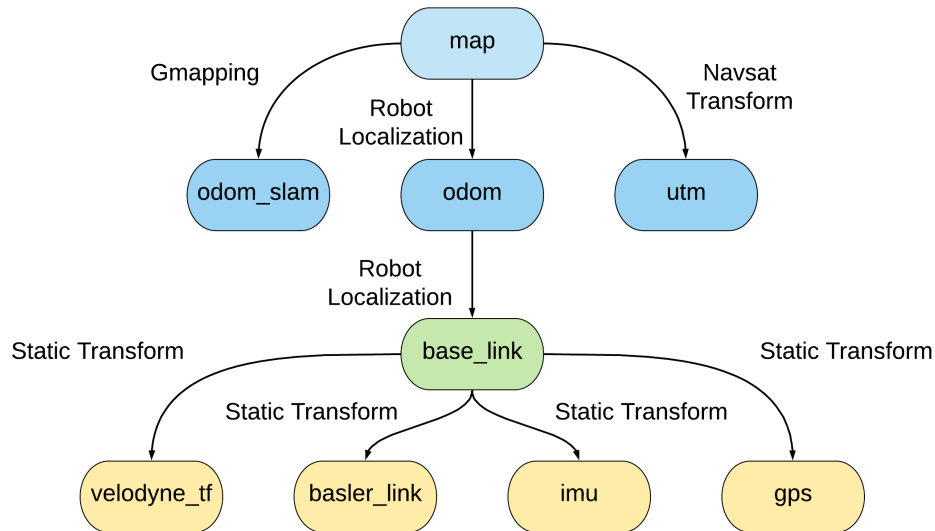 map
Gmapping
Navsat
Transform
Robot
Localization
odom_slam
odom
utm
Robot
Localization
Static Transform
base_link
Static Transform
Static Transform
Static Transform
velodyne_tf
basler_link
imu
gps